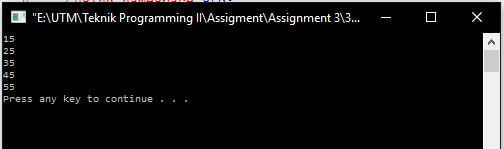 "E:\UTM\Teknik Programming II\Assigment\Assignment 3\3...
15
25
35
45
55
Press any key to continue . . .